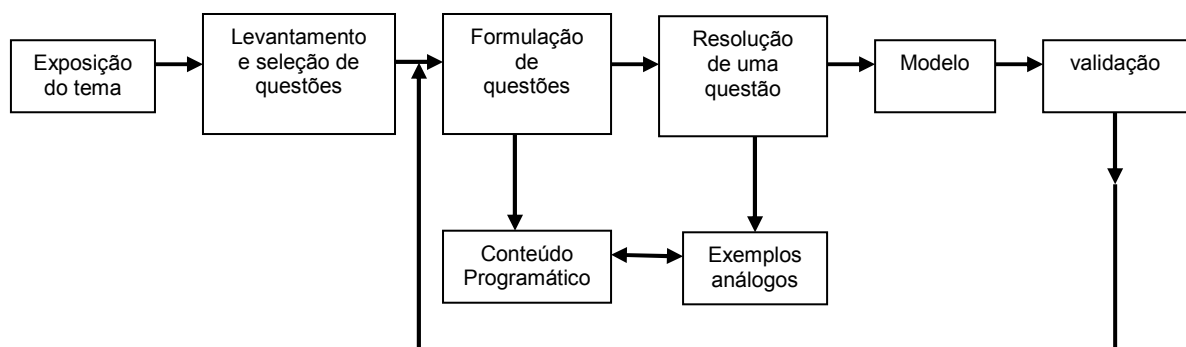 Exposição
do tema
Levantamento
e seleção de
questões
Formulação
de
questões
Resolução
de uma
questão
Modelo
validação
Conteúdo
Programático
Exemplos
análogos